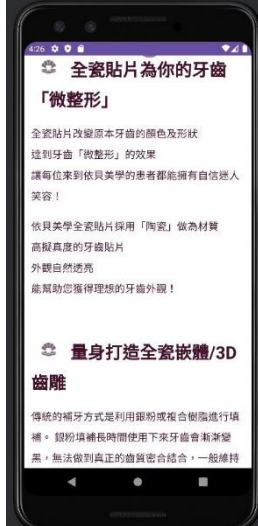 4:26
全瓷貼片為你的牙齒
「微整形」
全瓷貼片改變原本牙齒的顏色及形狀
達到牙齒「微整形」的效果
讓每位來到依貝美學的患者都能擁有自信迷人
笑容！
依貝美學全瓷貼片採用「陶瓷」做為材質
高擬真度的牙齒貼片
外觀自然透亮
能幫助您獲得理想的牙齒外觀！
量身打造全瓷嵌體/3D
齒雕
傳統的補牙方式是利用銀粉或複合樹脂進行填
補。 銀粉填補長時間使用下來牙齒會漸漸變
黑，無法做到真正的齒質密合結合，一般維持